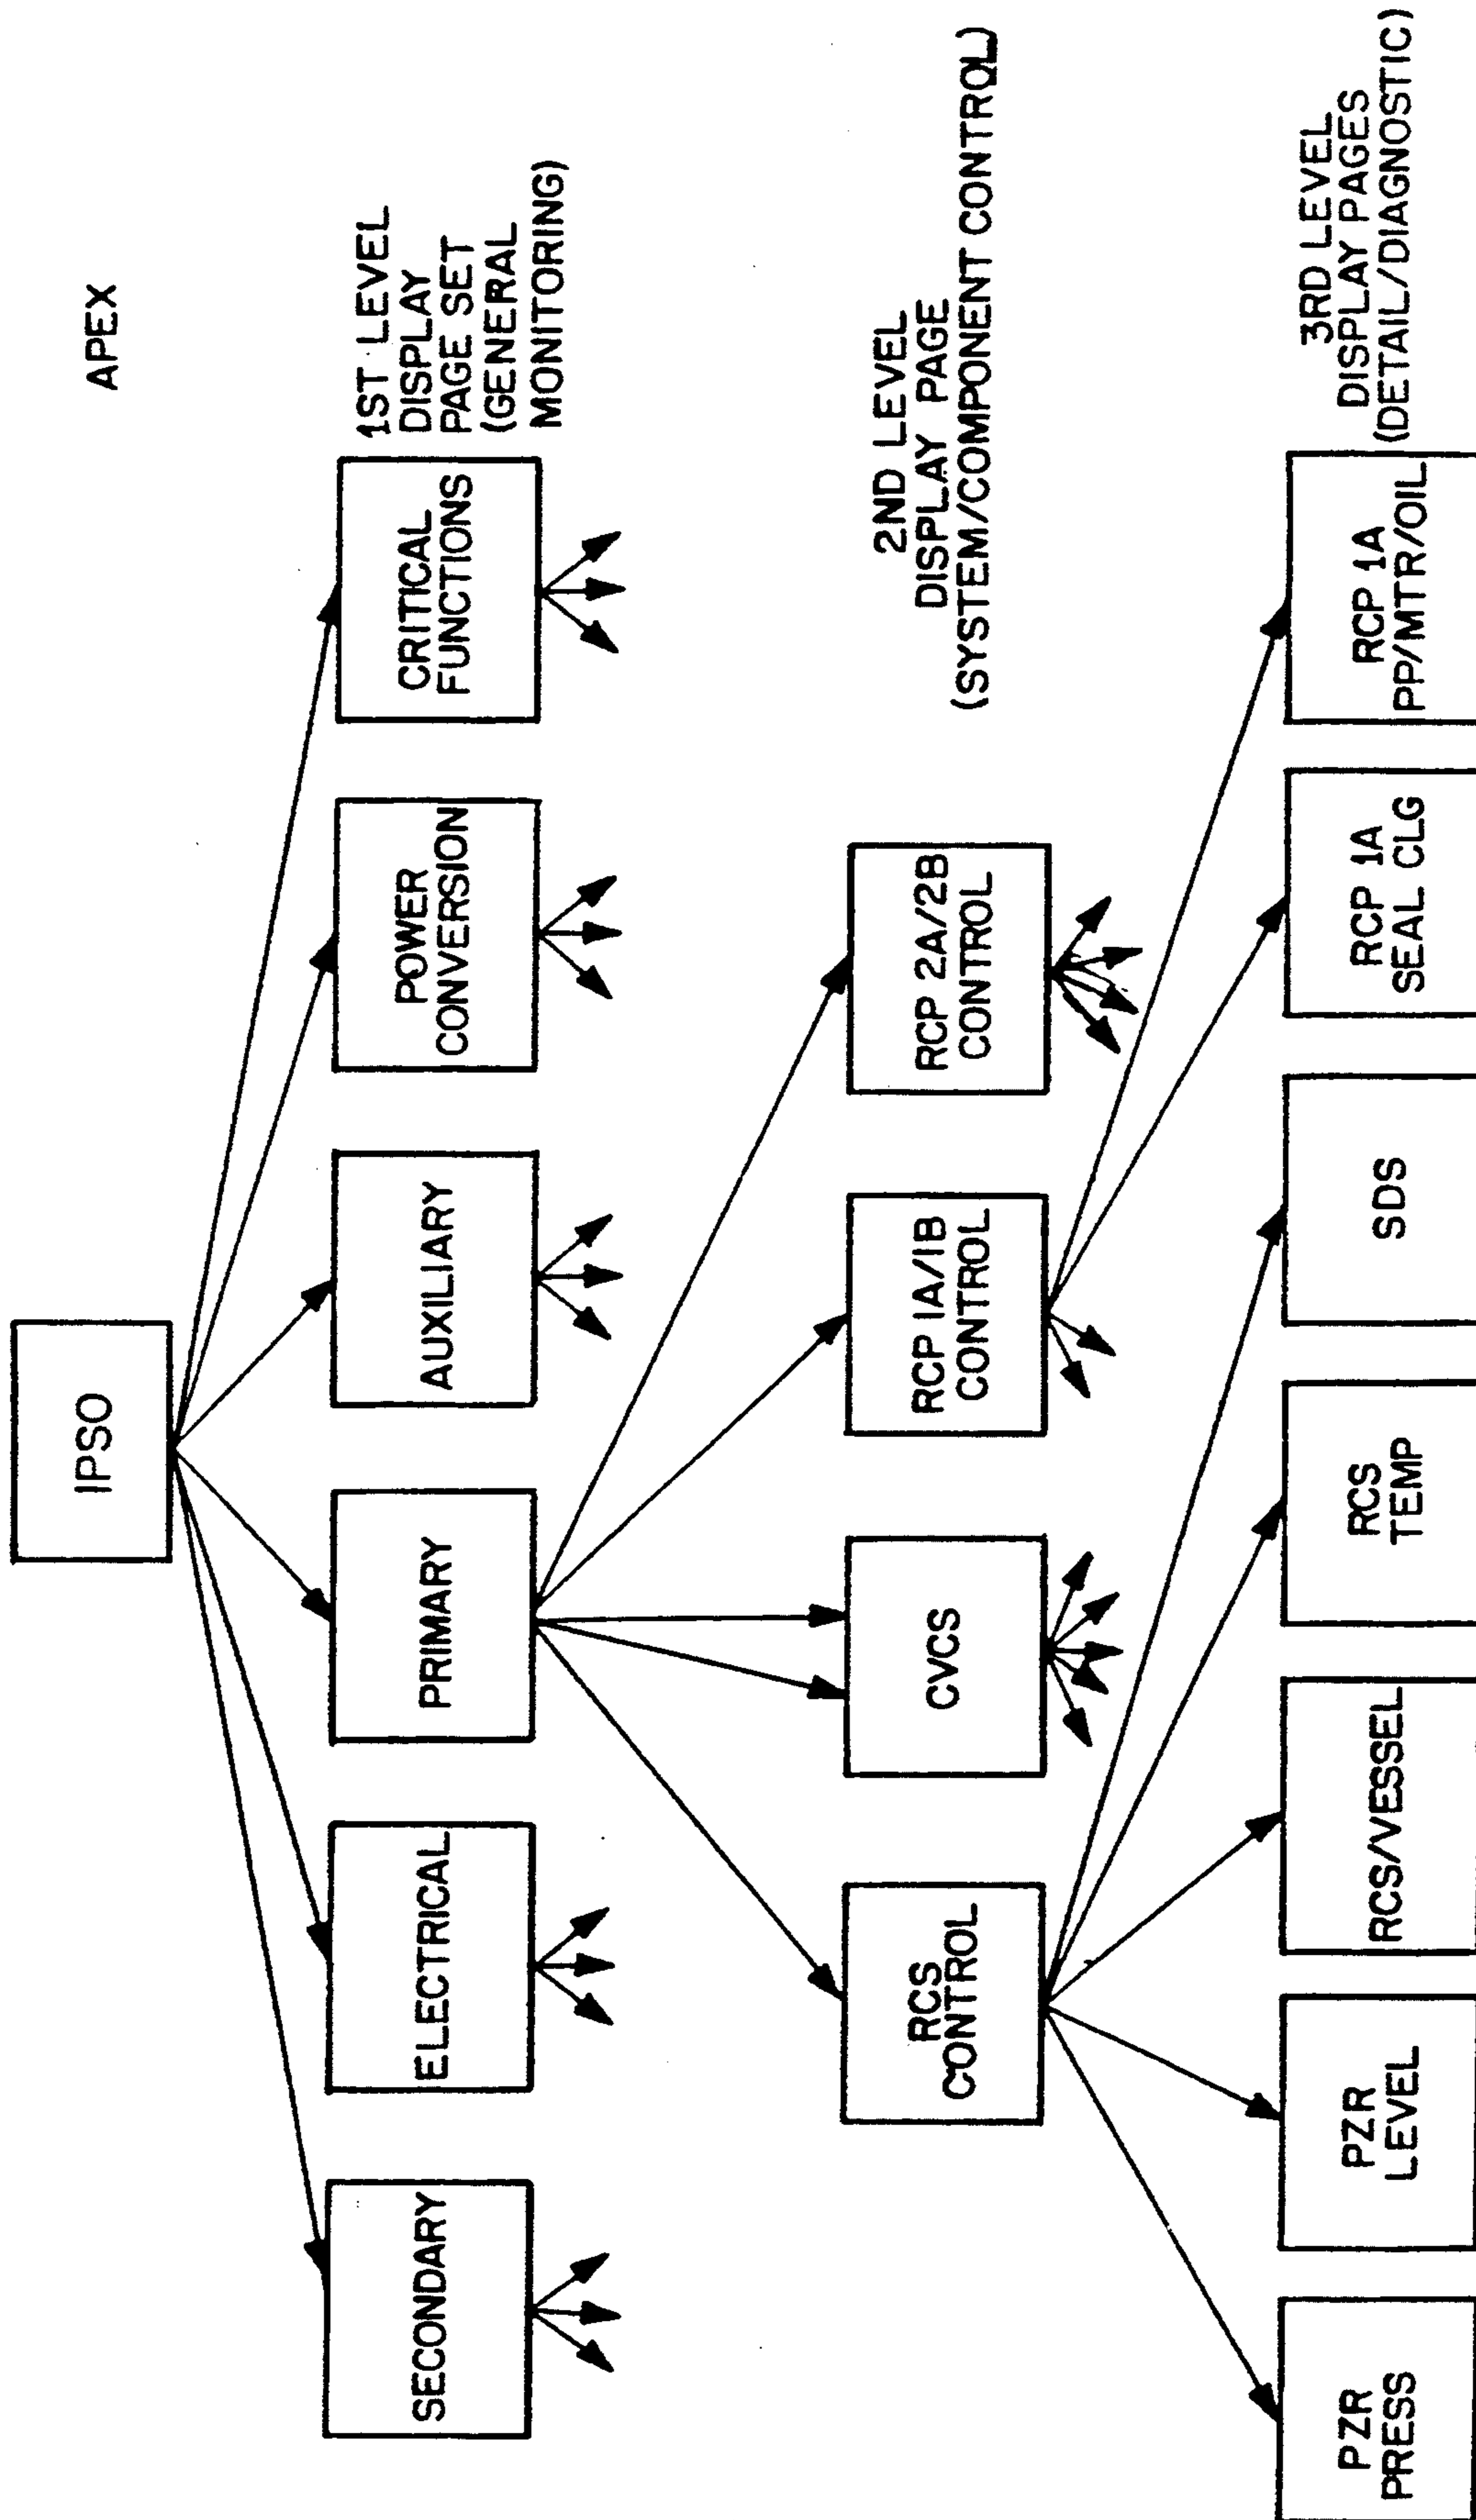 IPSO
APEX
SECONDARY
ELECTRICAL
PRIMARY
AUXILIARY
POWER
CONVERSION
CRITICAL
FUNCTIONS
1ST LEVEL
DISPLAY
PAGE SET
(GENERAL
MONITORING)
RCS
CONTROL
CVCS
RCP 1A/1B
CONTROL
RCP 2A/2B
CONTROL
2ND LEVEL
DISPLAY PAGE
(SYSTEM/COMPONENT CONTROL)
PZR
PRESS
PZR
LEVEL
RCS/VESSEL
RCS
TEMP
SDS
RCP 1A
SEAL CLG
RCP 1A
PP/MTR/OIL
3RD LEVEL
DISPLAY PAGES
(DETAIL/DIAGNOSTIC)